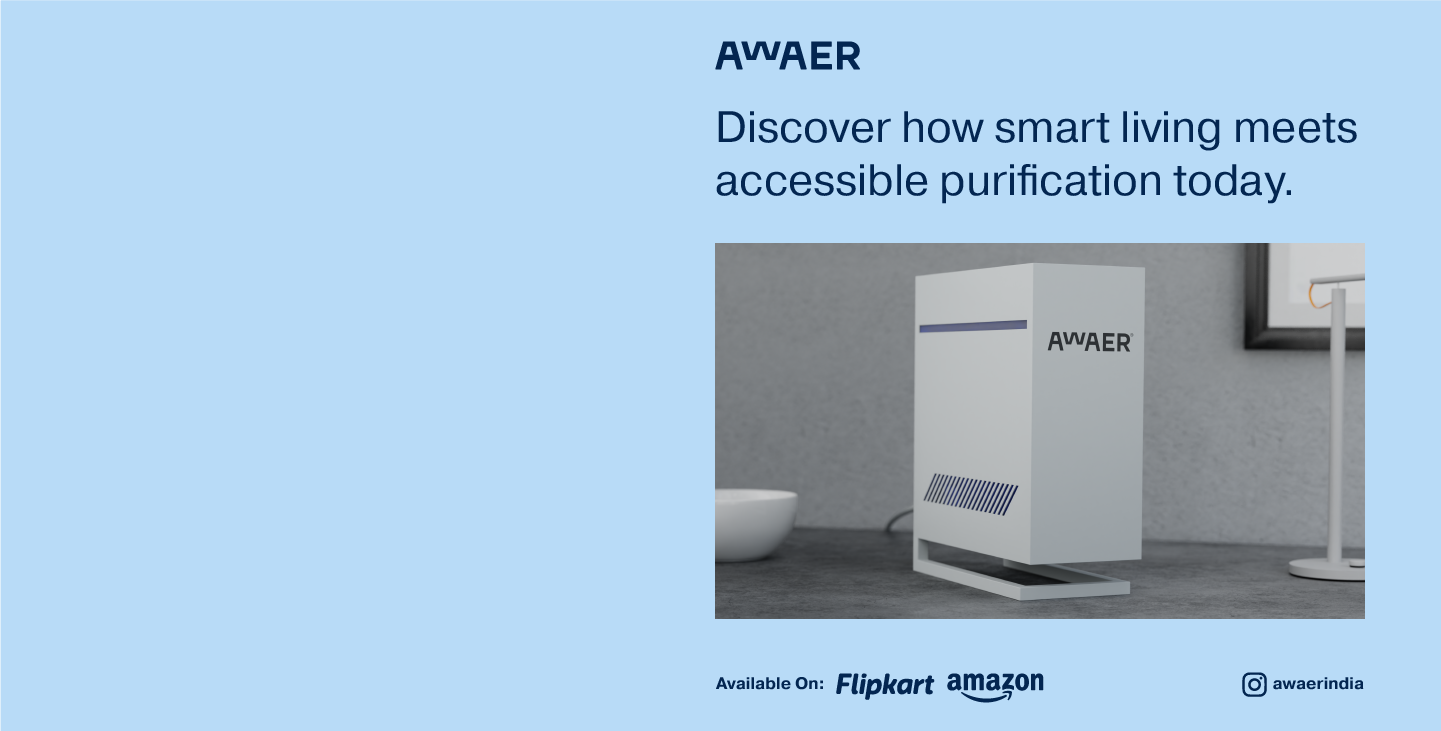 AWAER
Discover how smart living meets
accessible purification today.
AWAER®
Available On: Flipkart amazon
awaerindia